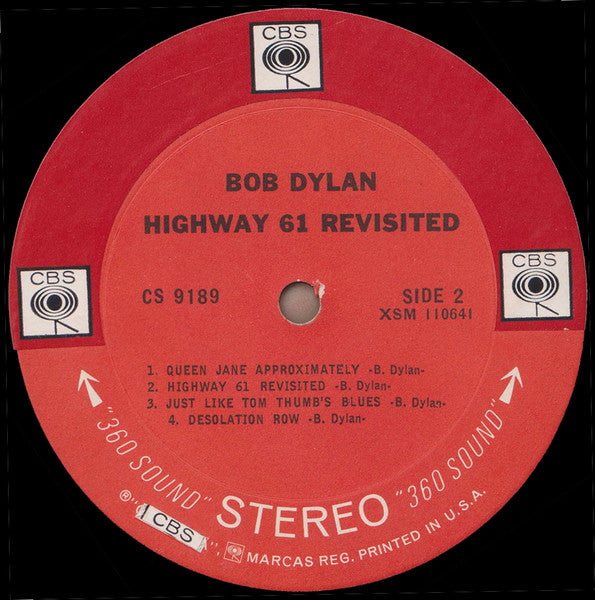 CBS
BOB DYLAN
HIGHWAY 61 REVISITED
CBS
CBS
CS 9189
SIDE 2
XSM 110641
1. QUEEN JANE APPROXIMATELY -B. Dylan-
2. HIGHWAY 61 REVISITED -B. Dylan-
3. JUST LIKE TOM THUMB'S BLUES -B. Dylan-
4. DESOLATION ROW -B. Dylan-
"360 SOUND" STEREO "360 SOUND"
® CBS MARCAS REG. PRINTED IN U.S.A.